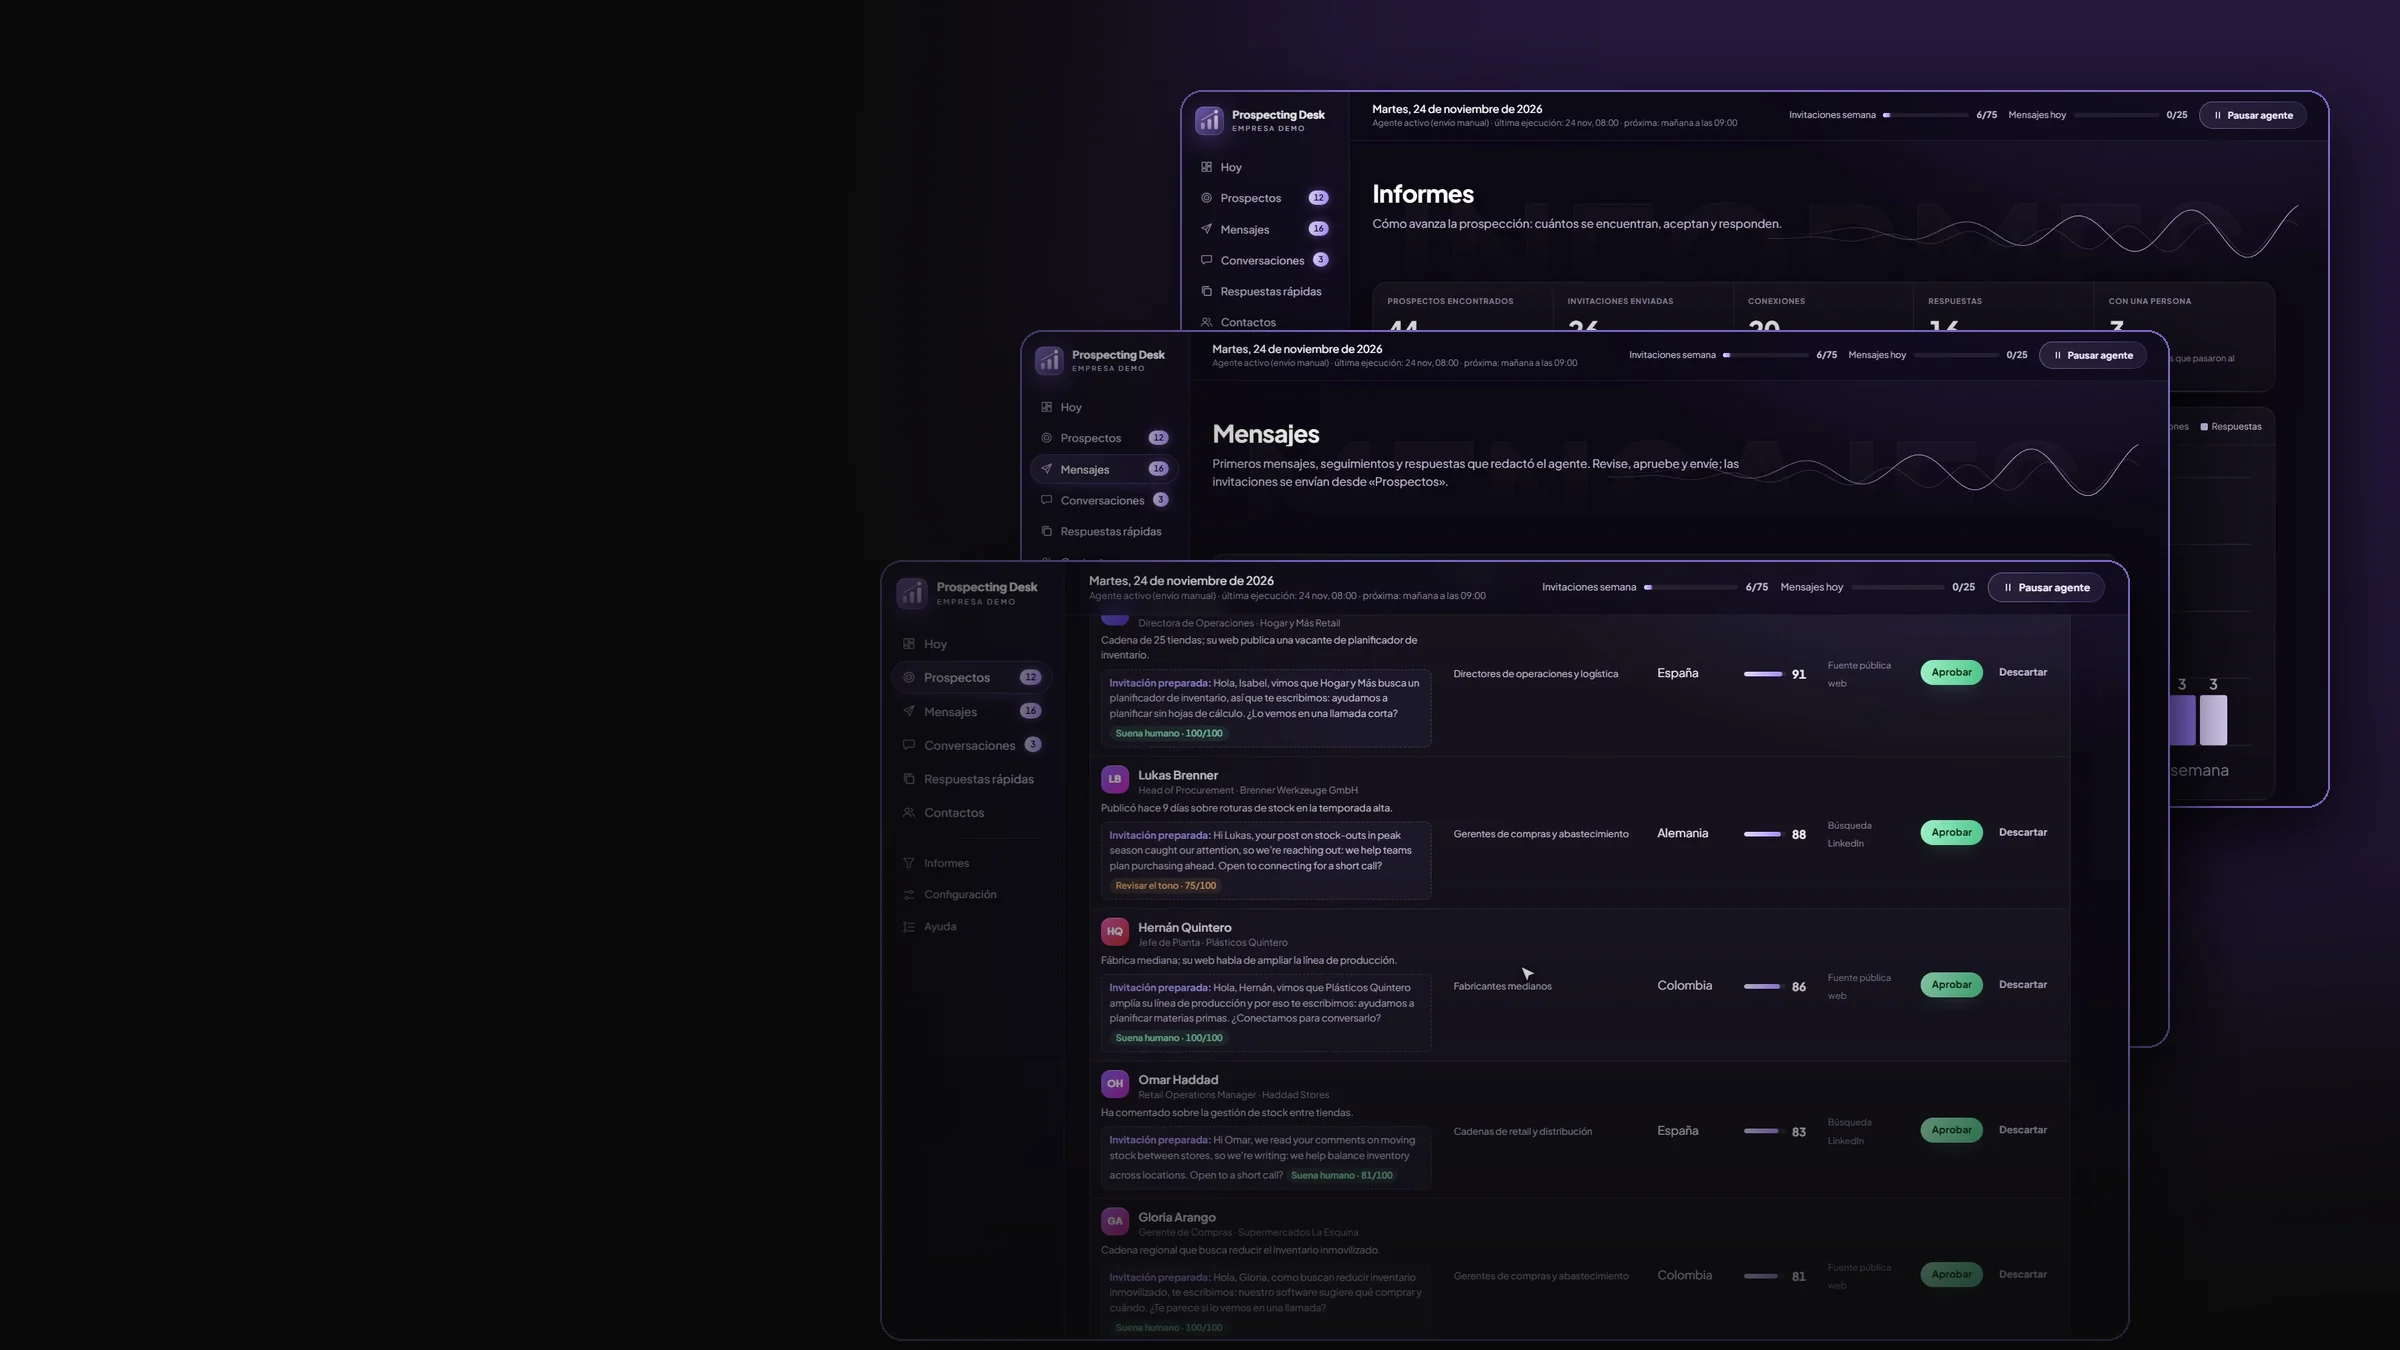 Prospecting Desk
EMPRESA DEMO
Hoy
Prospectos 12
Mensajes 16
Conversaciones 3
Respuestas rápidas
Contactos
Martes, 24 de noviembre de 2026
Agente activo (envío manual) · última ejecución: 24 nov, 08:00 · próxima: mañana a las 09:00
Invitaciones semana 6/75 Mensajes hoy 0/25 Pausar agente
Informes
Cómo avanza la prospección: cuántos se encuentran, aceptan y responden.
PROSPECTOS ENCONTRADOS INVITACIONES ENVIADAS CONEXIONES RESPUESTAS CON UNA PERSONA
44 26 20 16 3
s que pasaron al
ones Respuestas
3 3
semana
Prospecting Desk
EMPRESA DEMO
Hoy
Prospectos 12
Mensajes 16
Conversaciones 3
Respuestas rápidas
Martes, 24 de noviembre de 2026
Agente activo (envío manual) · última ejecución: 24 nov, 08:00 · próxima: mañana a las 09:00
Invitaciones semana 6/75 Mensajes hoy 0/25 Pausar agente
Mensajes
Primeros mensajes, seguimientos y respuestas que redactó el agente. Revise, apruebe y envíe; las
invitaciones se envían desde «Prospectos».
Prospecting Desk
EMPRESA DEMO
Hoy
Prospectos 12
Mensajes 16
Conversaciones 3
Respuestas rápidas
Contactos
Informes
Configuración
Ayuda
Martes, 24 de noviembre de 2026
Agente activo (envío manual) · última ejecución: 24 nov, 08:00 · próxima: mañana a las 09:00
Invitaciones semana 6/75 Mensajes hoy 0/25 Pausar agente
Directora de Operaciones · Hogar y Más Retail
Cadena de 25 tiendas; su web publica una vacante de planificador de
inventario.
Invitación preparada: Hola, Isabel, vimos que Hogar y Más busca un
planificador de inventario, así que te escribimos: ayudamos a
planificar sin hojas de cálculo. ¿Lo vemos en una llamada corta?
Suena humano · 100/100
Directores de operaciones y logística
España
91
Fuente pública
web
Aprobar
Descartar
LB
Lukas Brenner
Head of Procurement · Brenner Werkzeuge GmbH
Publicó hace 9 días sobre roturas de stock en la temporada alta.
Invitación preparada: Hi Lukas, your post on stock-outs in peak
season caught our attention, so we're reaching out: we help teams
plan purchasing ahead. Open to connecting for a short call?
Revisar el tono · 75/100
Gerentes de compras y abastecimiento
Alemania
88
Búsqueda
LinkedIn
Aprobar
Descartar
HQ
Hernán Quintero
Jefe de Planta · Plásticos Quintero
Fábrica mediana; su web habla de ampliar la línea de producción.
Invitación preparada: Hola, Hernán, vimos que Plásticos Quintero
amplía su línea de producción y por eso te escribimos: ayudamos a
planificar materias primas. ¿Conectamos para conversarlo?
Suena humano · 100/100
Fabricantes medianos
Colombia
86
Fuente pública
web
Aprobar
Descartar
OH
Omar Haddad
Retail Operations Manager · Haddad Stores
Ha comentado sobre la gestión de stock entre tiendas.
Invitación preparada: Hi Omar, we read your comments on moving
stock between stores, so we're writing: we help balance inventory
across locations. Open to a short call? Suena humano · 81/100
Cadenas de retail y distribución
España
83
Búsqueda
LinkedIn
Aprobar
Descartar
GA
Gloria Arango
Gerente de Compras · Supermercados La Esquina
Cadena regional que busca reducir el inventario inmovilizado.
Invitación preparada: Hola, Gloria, como buscan reducir inventario
inmovilizado, te escribimos: nuestro software sugiere qué comprar y
cuándo. ¿Te parece si lo vemos en una llamada?
Suena humano · 100/100
Gerentes de compras y abastecimiento
Colombia
81
Fuente pública
web
Aprobar
Descartar